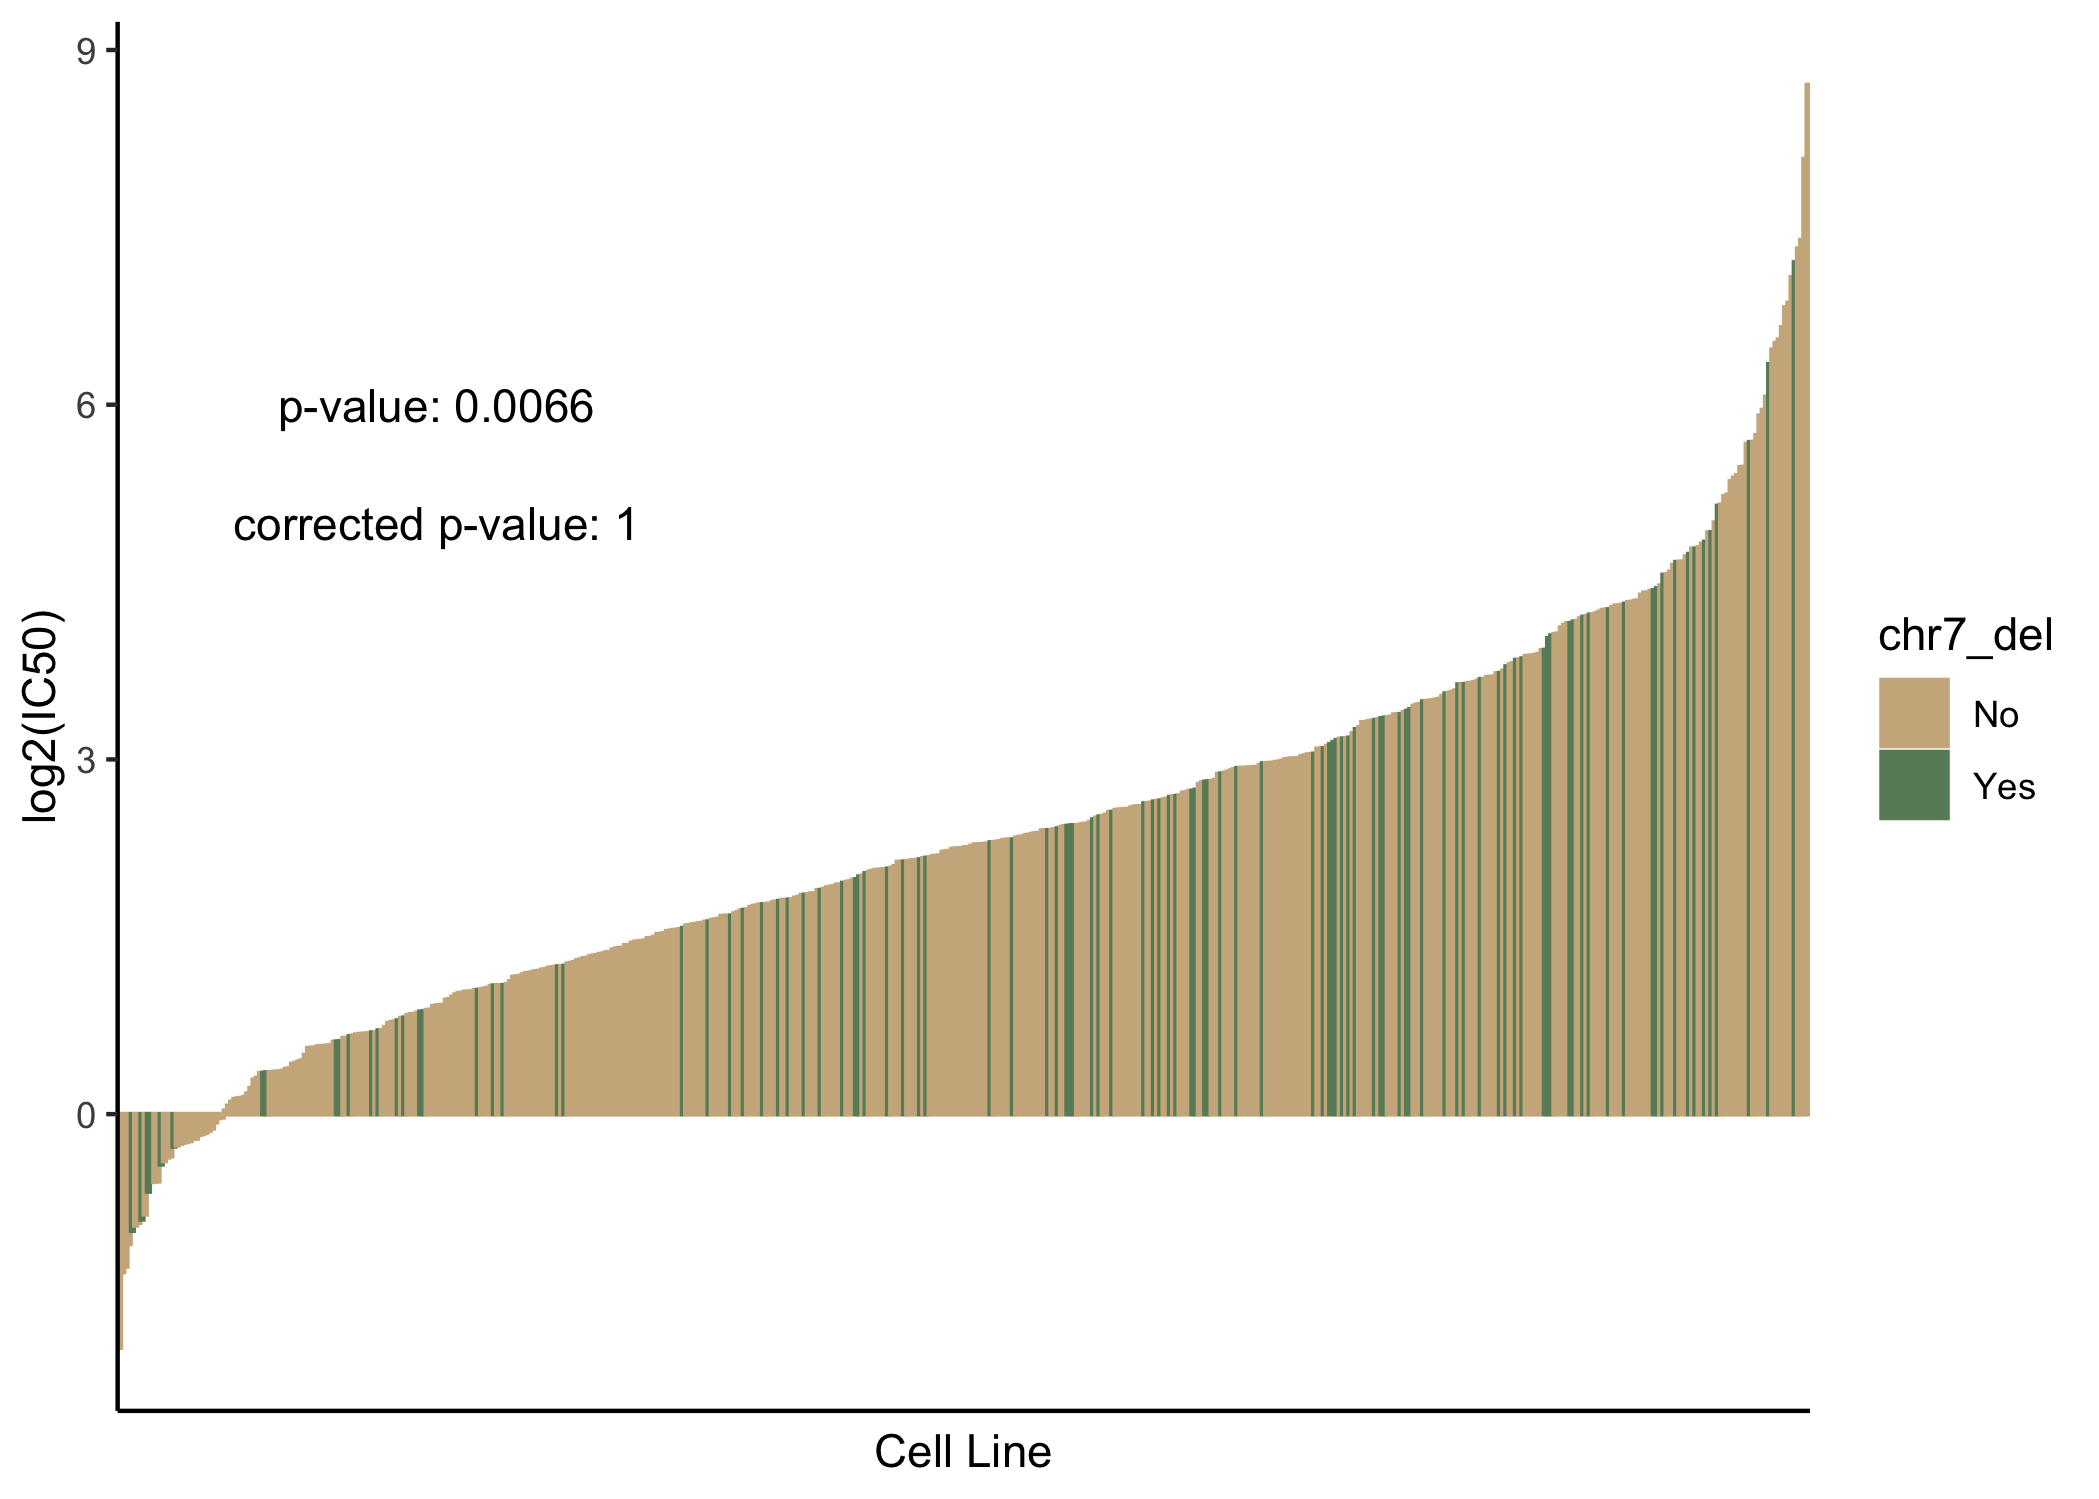 9
6
3
0
log2(IC50)
p-value: 0.0066
corrected p-value: 1
Cell Line
chr7_del
No
Yes